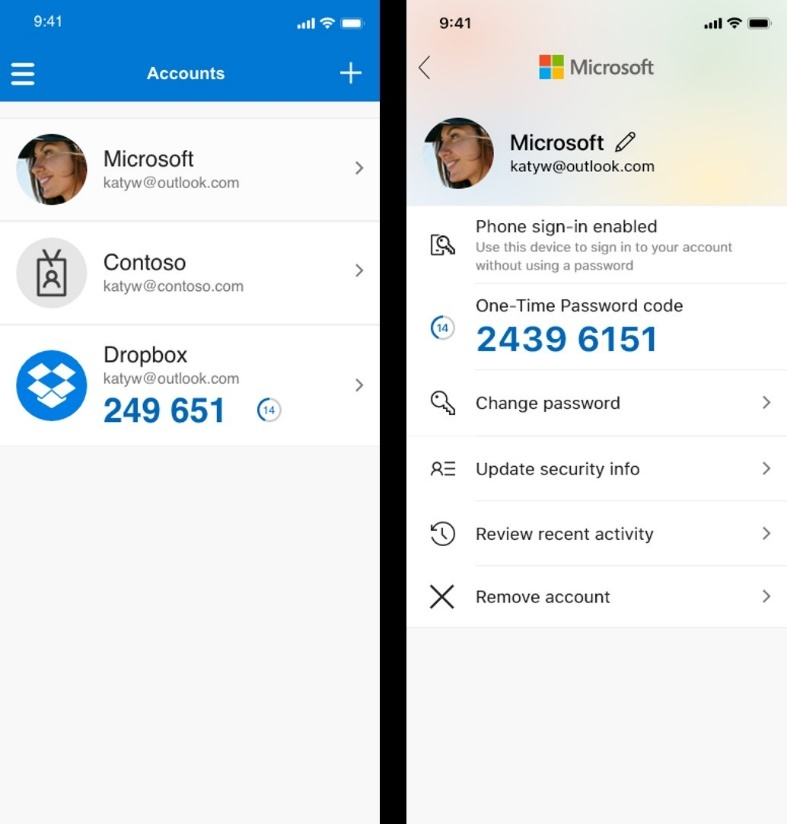 9:41
Accounts
Microsoft
katyw@outlook.com
Contoso
katyw@contoso.com
Dropbox
katyw@outlook.com
249 651
14
9:41
Microsoft
Microsoft
katyw@outlook.com
Phone sign-in enabled
Use this device to sign in to your account
without using a password
One-Time Password code
14
2439 6151
Change password
Update security info
Review recent activity
Remove account